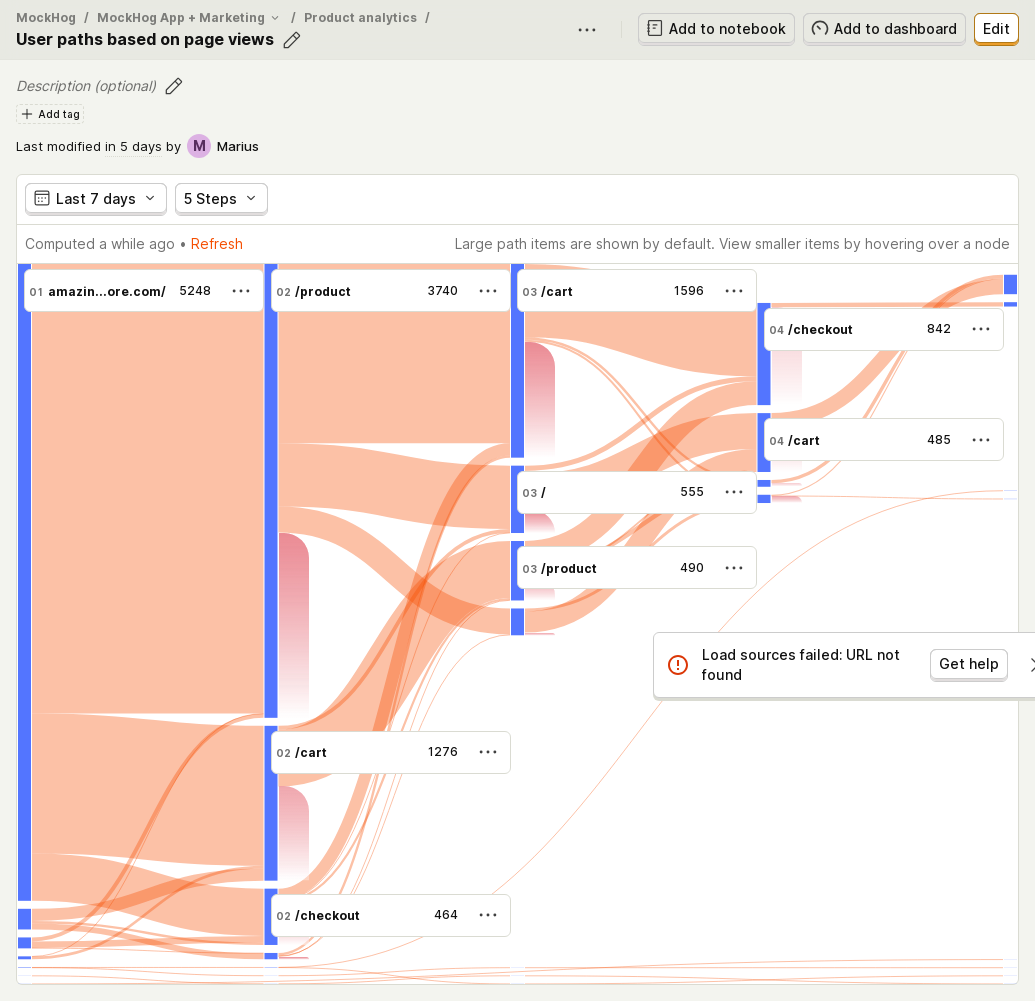 MockHog / MockHog App + Marketing / Product analytics /
User paths based on page views
Add to notebook
Add to dashboard
Edit
Description (optional)
Add tag
Last modified in 5 days by M Marius
Last 7 days
5 Steps
Computed a while ago • Refresh
Large path items are shown by default. View smaller items by hovering over a node
01 amazin...ore.com/ 5248
02 /product 3740
03 /cart 1596
04 /checkout 842
04 /cart 485
03 / 555
03 /product 490
Load sources failed: URL not
found
Get help
02 /cart 1276
02 /checkout 464